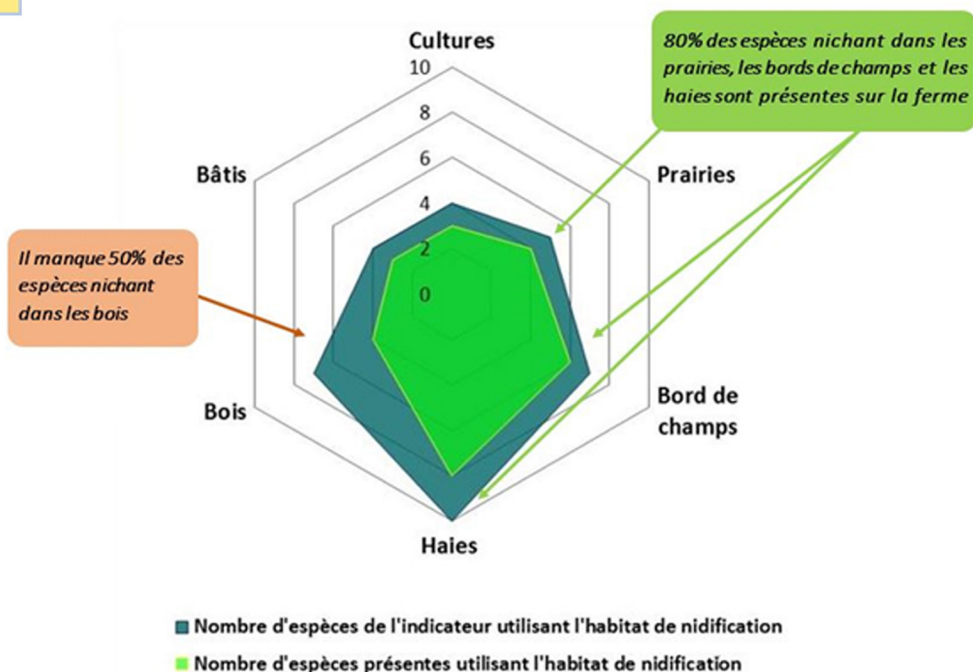 Cultures
10
8
6
4
2
0
80% des espèces nichant dans les
prairies, les bords de champs et les
haies sont présentes sur la ferme
Bâtis
Prairies
Il manque 50% des
espèces nichant
dans les bois
Bois
Bord de
champs
Haies
Nombre d'espèces de l'indicateur utilisant l'habitat de nidification
Nombre d'espèces présentes utilisant l'habitat de nidification